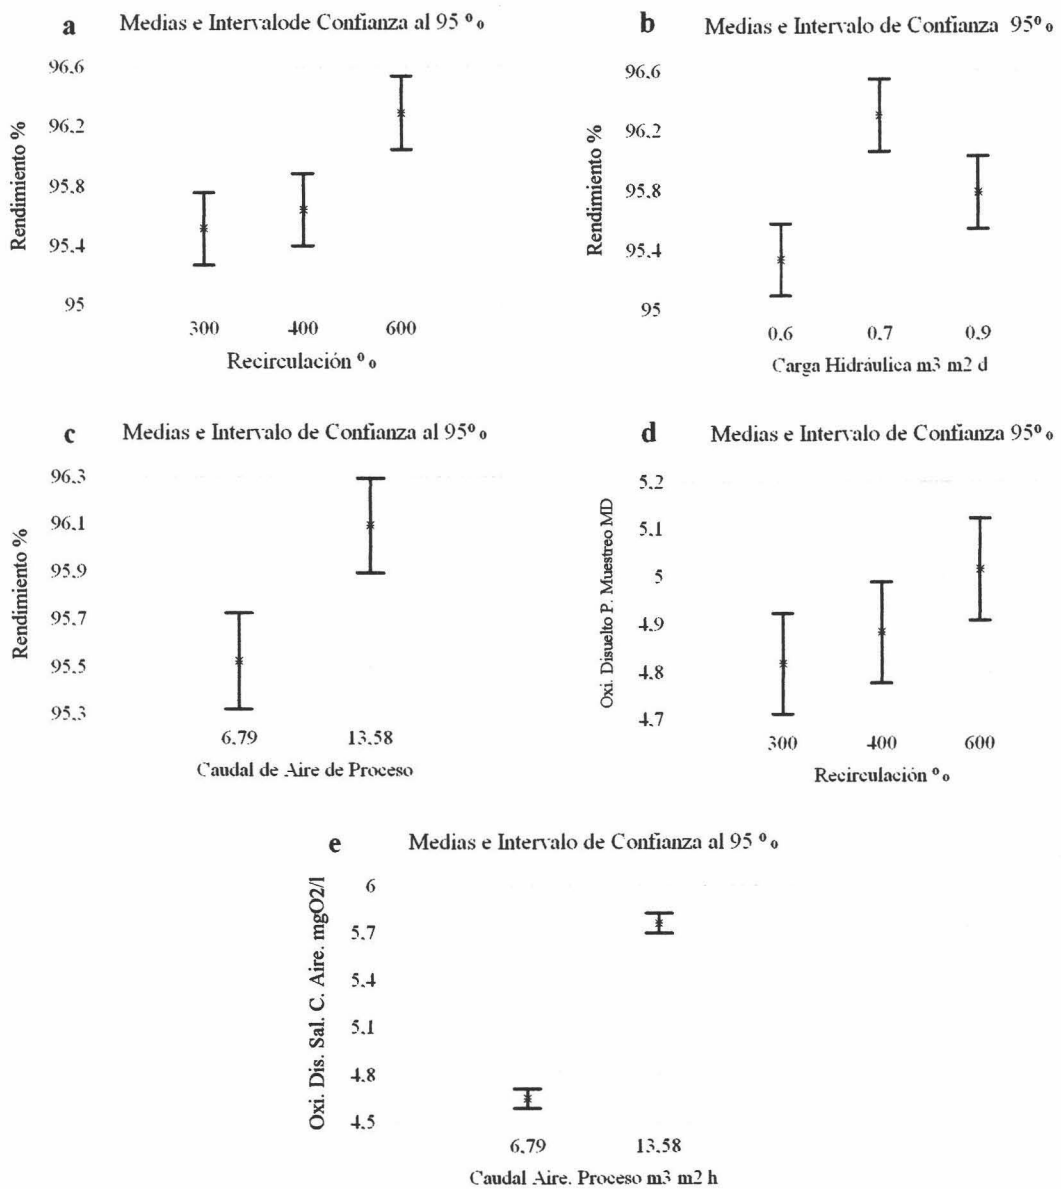 a Medias e Intervalode Confianza al 95 %
Rendimiento %
96.6
96.2
95.8
95.4
95
300 400 600
Recirculación %
b Medias e Intervalo de Confianza 95%
Rendimiento %
96.6
96.2
95.8
95.4
95
0.6 0.7 0.9
Carga Hidráulica m3 m2 d
c Medias e Intervalo de Confianza al 95%
Rendimiento %
96.3
96.1
95.9
95.7
95.5
95.3
6.79 13.58
Caudal de Aire de Proceso
d Medias e Intervalo de Confianza 95%
Oxi. Disuelto P. Muestreo MD
5.2
5.1
5
4.9
4.8
4.7
300 400 600
Recirculación %
e Medias e Intervalo de Confianza al 95 %
Oxi. Dis. Sal. C. Aire. mgO2/l
6
5.7
5.4
5.1
4.8
4.5
6.79 13.58
Caudal Aire. Proceso m3 m2 h